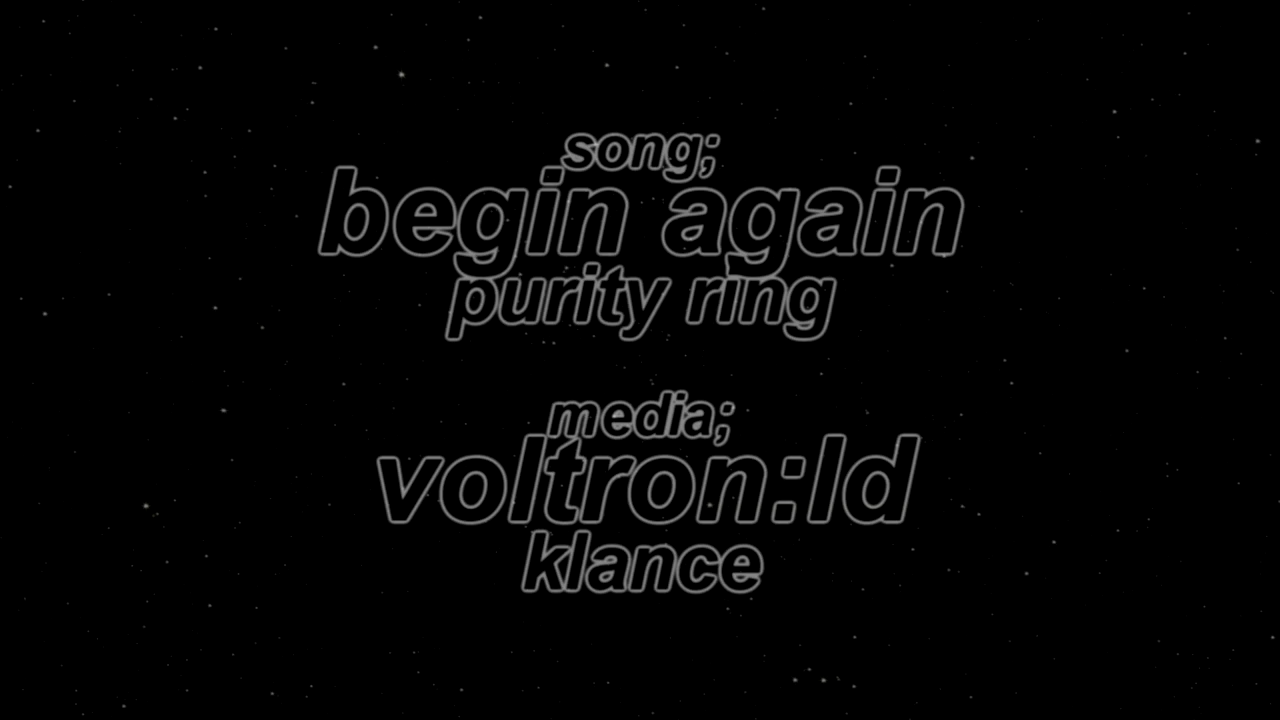 song;
begin again
purity ring
media;
voltron:ld
klance